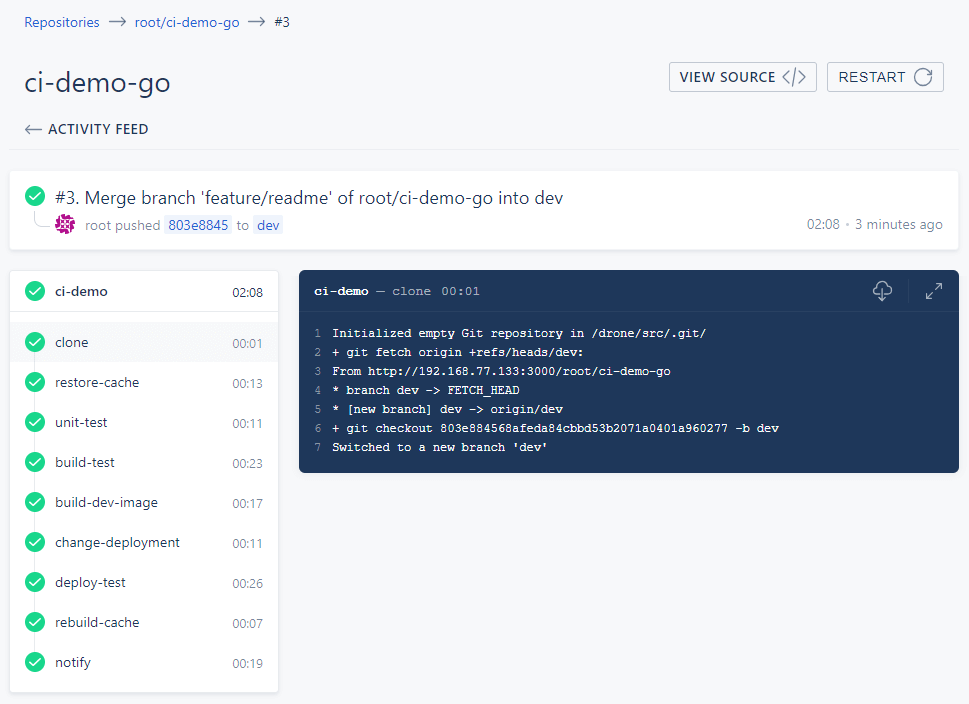 Repositories → root/ci-demo-go → #3
ci-demo-go
VIEW SOURCE </> RESTART
← ACTIVITY FEED
#3. Merge branch 'feature/readme' of root/ci-demo-go into dev
root pushed 803e8845 to dev 02:08 • 3 minutes ago
ci-demo 02:08
clone 00:01
restore-cache 00:13
unit-test 00:11
build-test 00:23
build-dev-image 00:17
change-deployment 00:11
deploy-test 00:26
rebuild-cache 00:07
notify 00:19
ci-demo — clone 00:01
1 Initialized empty Git repository in /drone/src/.git/
2 + git fetch origin +refs/heads/dev:
3 From http://192.168.77.133:3000/root/ci-demo-go
4 * branch dev -> FETCH_HEAD
5 * [new branch] dev -> origin/dev
6 + git checkout 803e884568afeda84cbbd53b2071a0401a960277 -b dev
7 Switched to a new branch 'dev'